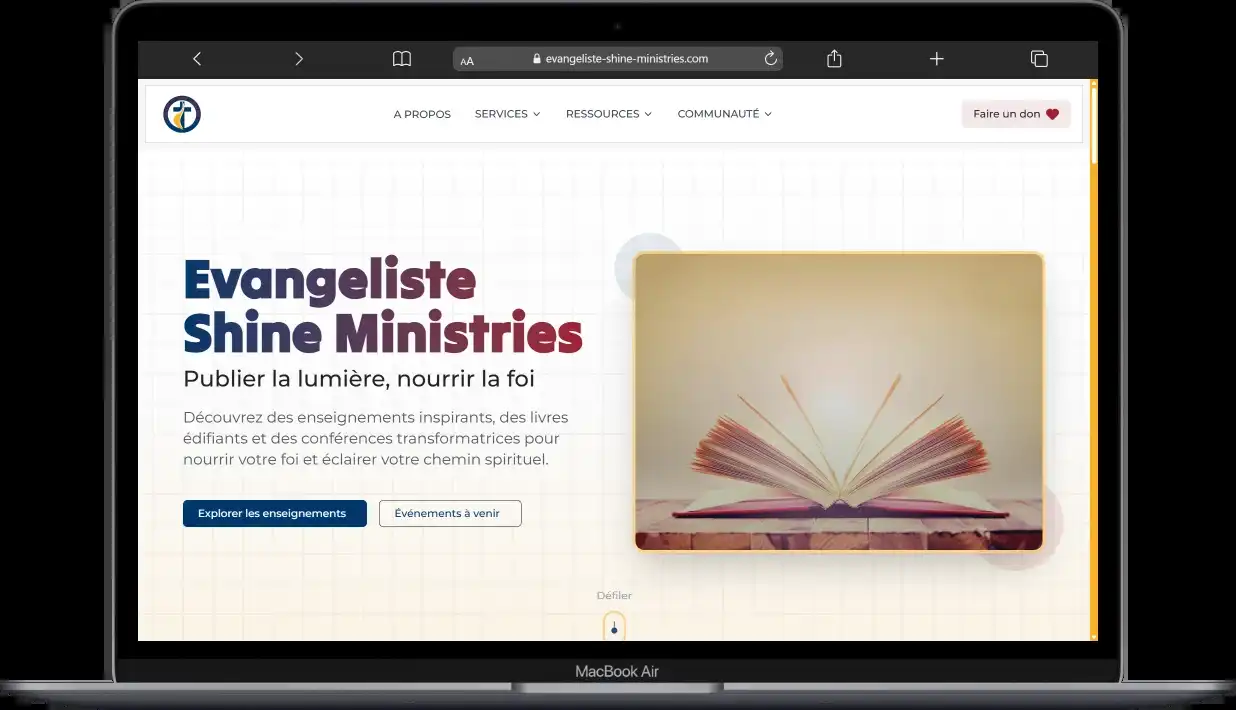 AA evangeliste-shine-ministries.com
A PROPOS SERVICES RESSOURCES COMMUNAUTÉ Faire un don
Evangeliste
Shine Ministries
Publier la lumière, nourrir la foi
Découvrez des enseignements inspirants, des livres
édifiants et des conférences transformatrices pour
nourrir votre foi et éclairer votre chemin spirituel.
Explorer les enseignements Événements à venir
Défiler
MacBook Air